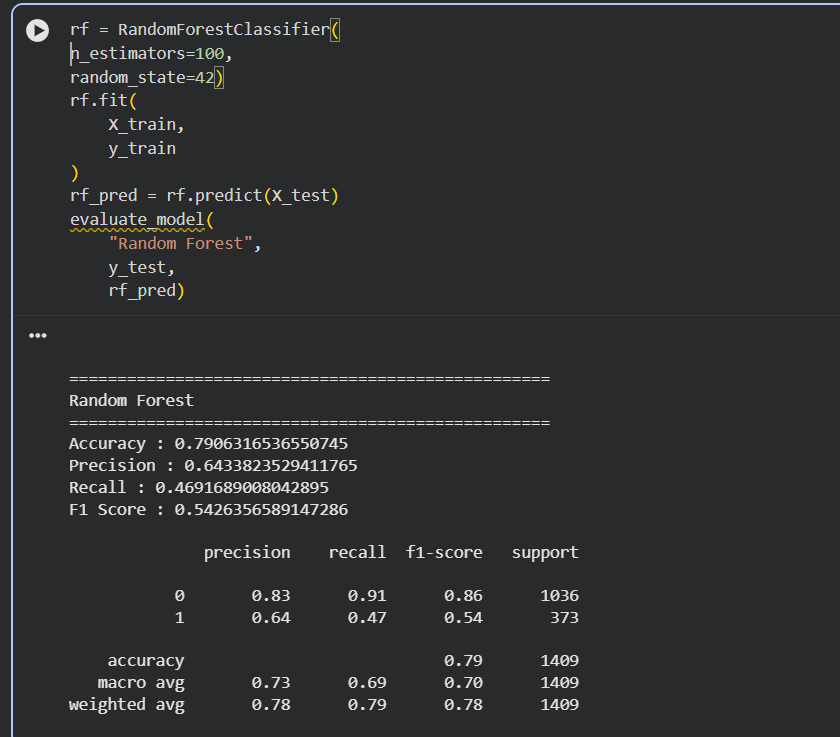 rf = RandomForestClassifier(
n_estimators=100,
random_state=42)
rf.fit(
    X_train,
    y_train
)
rf_pred = rf.predict(X_test)
evaluate_model(
    "Random Forest",
    y_test,
    rf_pred)
==================================================
Random Forest
==================================================
Accuracy : 0.7906316536550745
Precision : 0.6433823529411765
Recall : 0.4691689008042895
F1 Score : 0.5426356589147286
              precision    recall  f1-score   support
           0       0.83      0.91      0.86      1036
           1       0.64      0.47      0.54       373
    accuracy                           0.79      1409
   macro avg       0.73      0.69      0.70      1409
weighted avg       0.78      0.79      0.78      1409